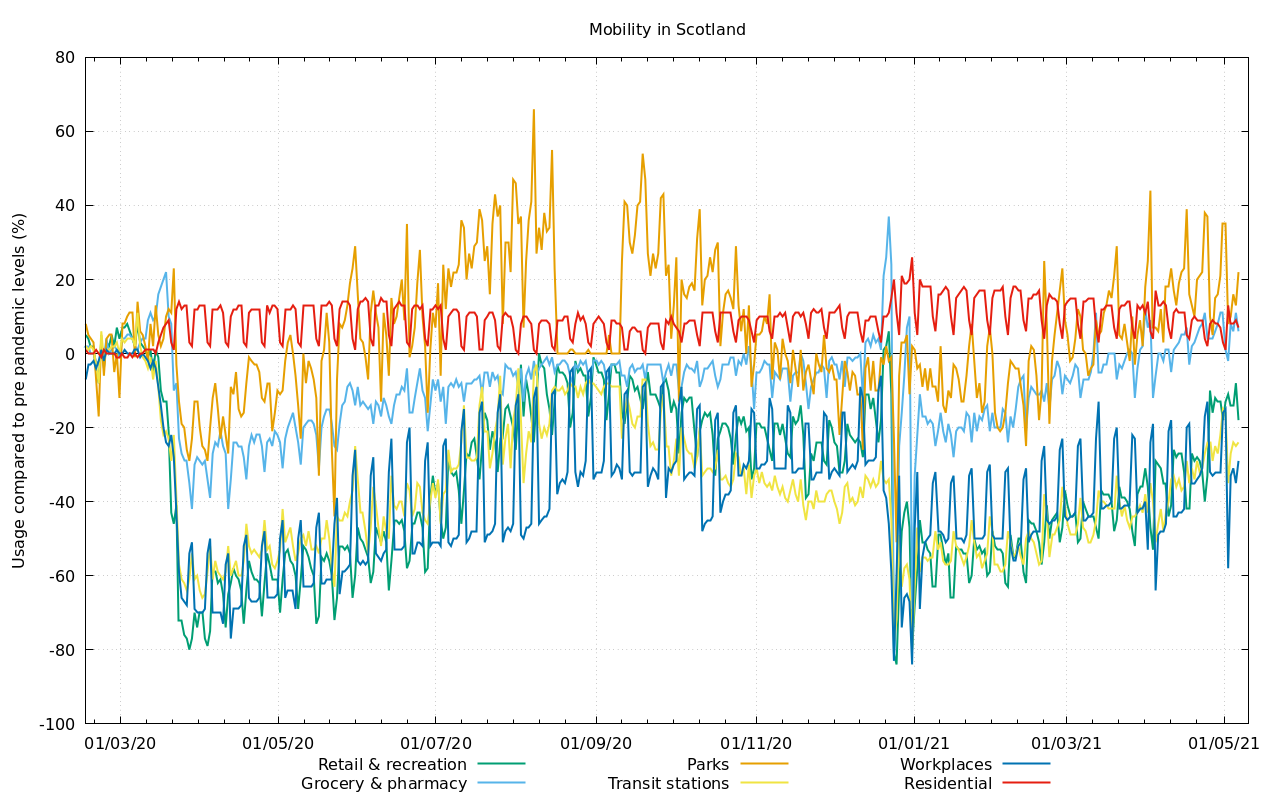 Mobility in Scotland
Usage compared to pre pandemic levels (%)
80
60
40
20
0
-20
-40
-60
-80
-100
01/03/20 01/05/20 01/07/20 01/09/20 01/11/20 01/01/21 01/03/21 01/05/21
Retail & recreation Parks Workplaces
Grocery & pharmacy Transit stations Residential